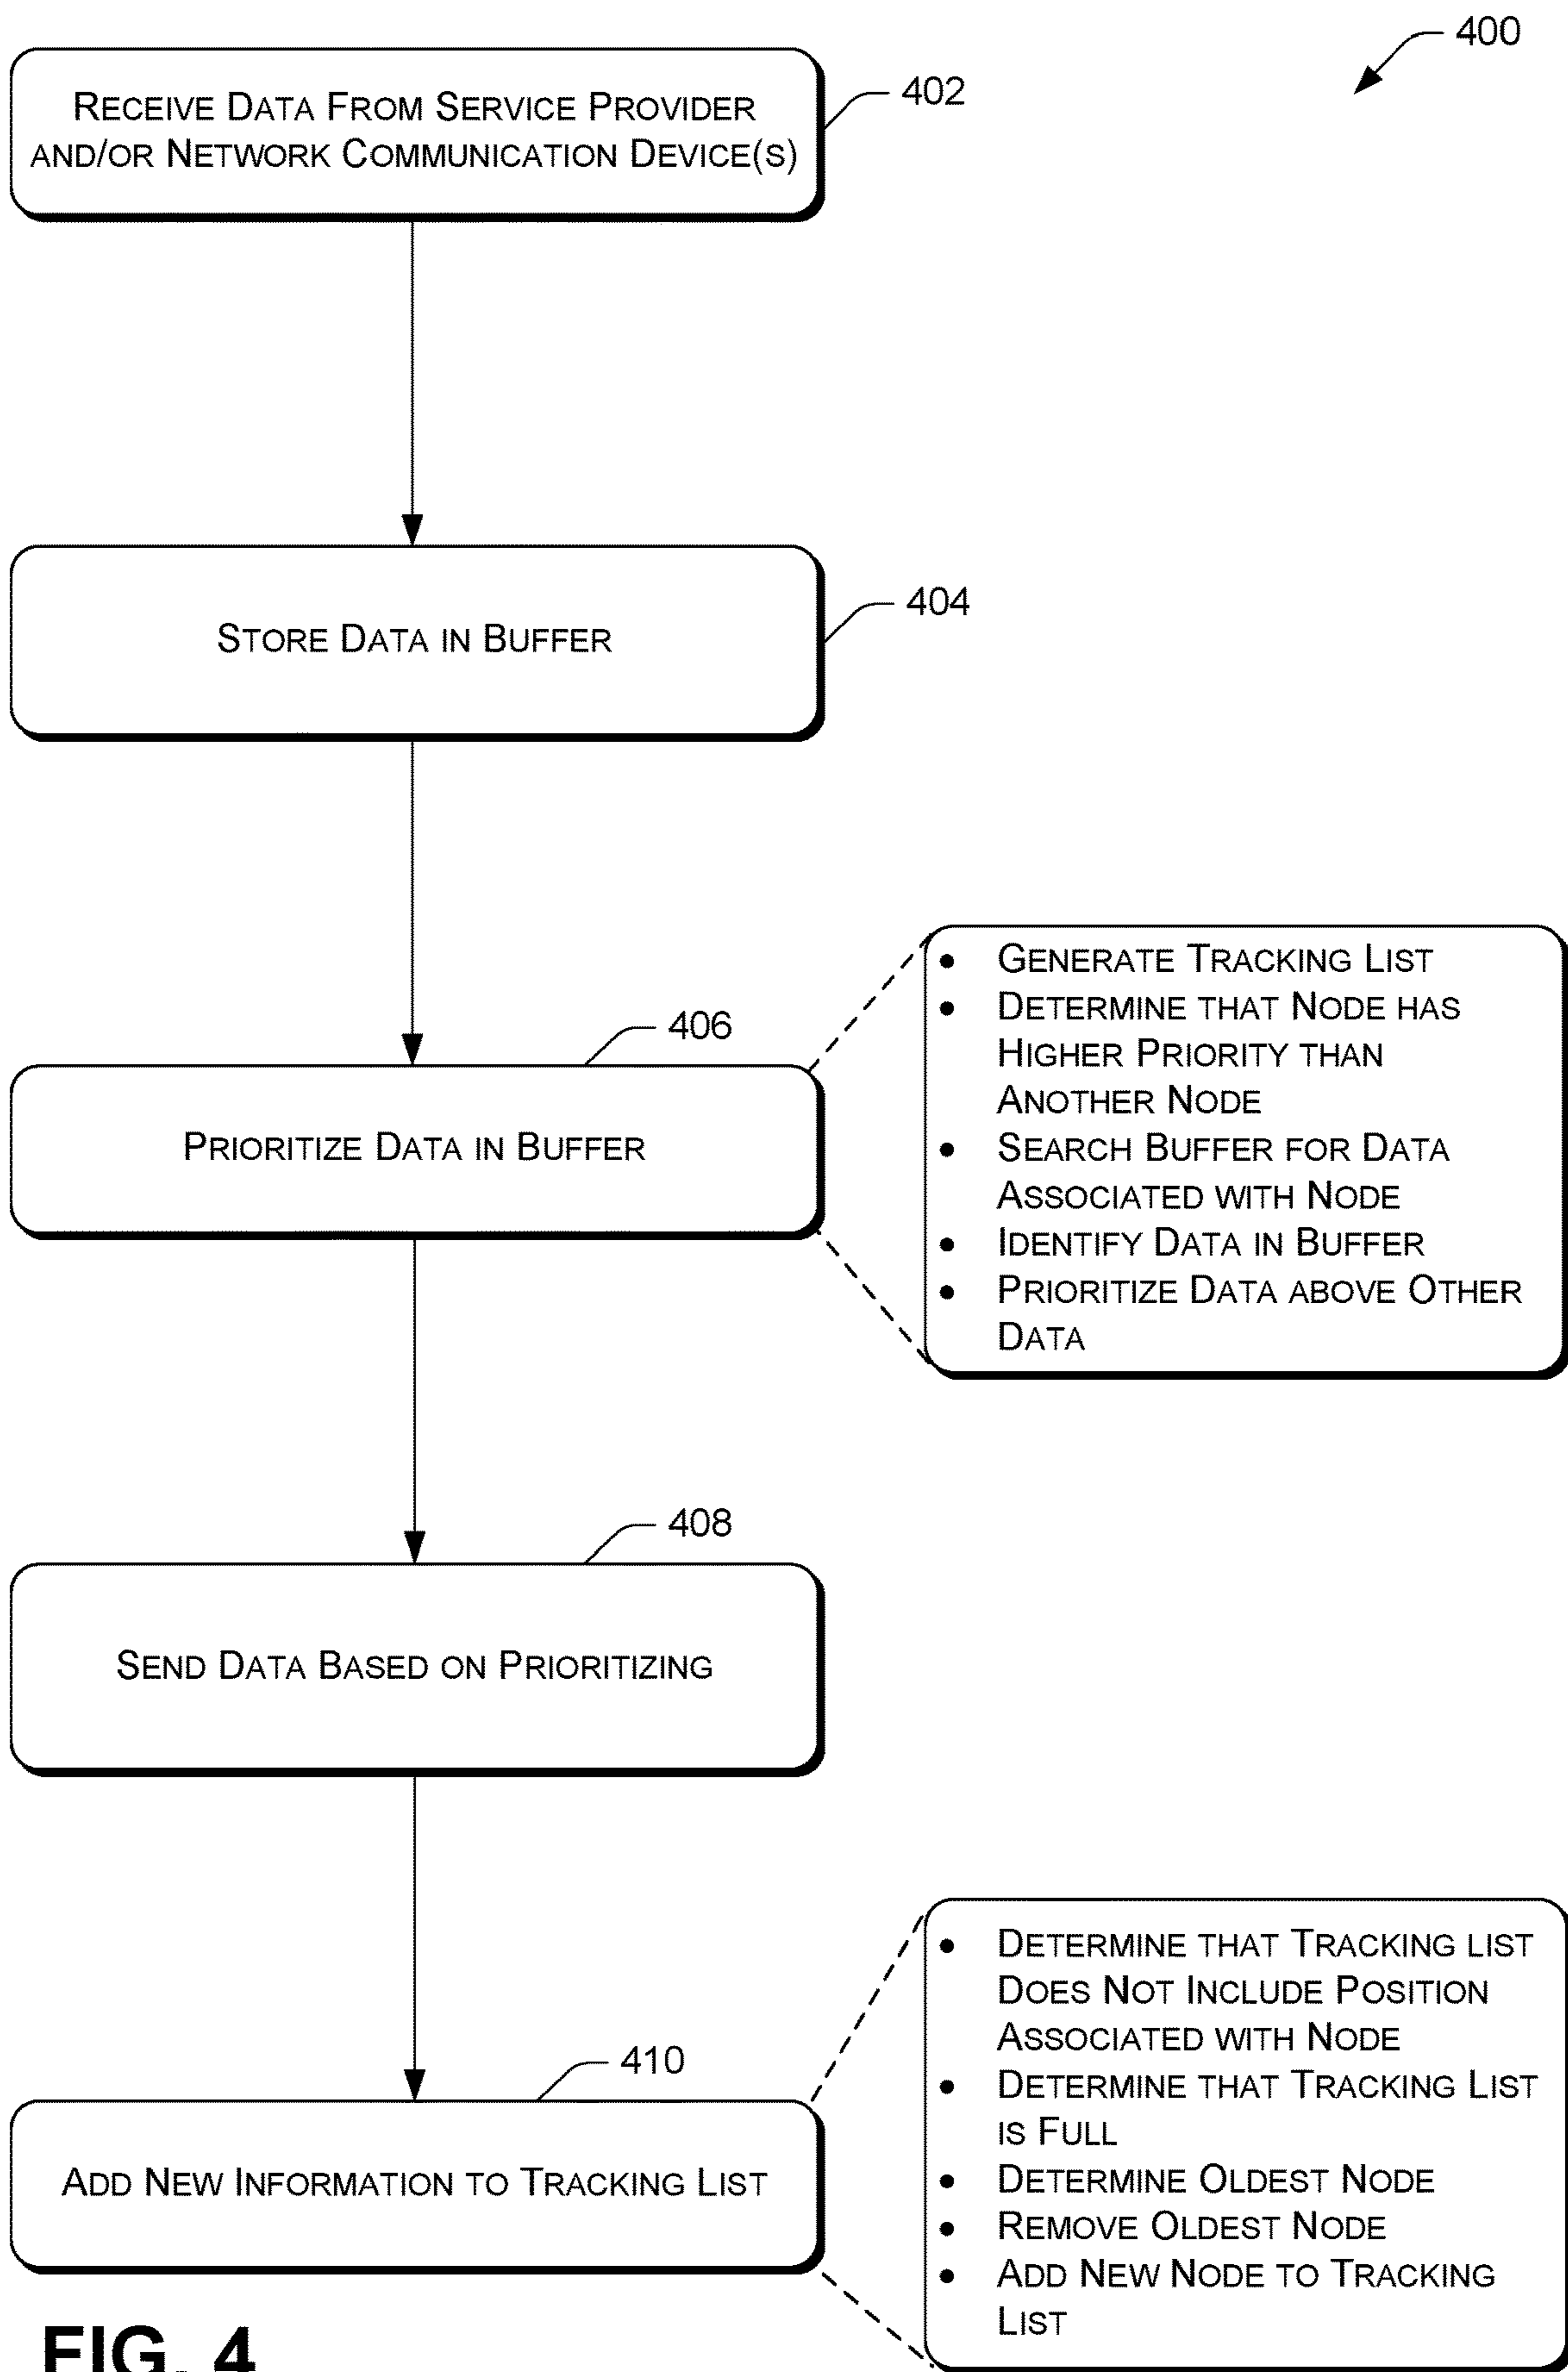 400
RECEIVE DATA FROM SERVICE PROVIDER
AND/OR NETWORK COMMUNICATION DEVICE(S)
402
STORE DATA IN BUFFER
404
406
PRIORITIZE DATA IN BUFFER
• GENERATE TRACKING LIST
• DETERMINE THAT NODE HAS
HIGHER PRIORITY THAN
ANOTHER NODE
• SEARCH BUFFER FOR DATA
ASSOCIATED WITH NODE
• IDENTIFY DATA IN BUFFER
• PRIORITIZE DATA ABOVE OTHER
DATA
408
SEND DATA BASED ON PRIORITIZING
410
ADD NEW INFORMATION TO TRACKING LIST
• DETERMINE THAT TRACKING LIST
DOES NOT INCLUDE POSITION
ASSOCIATED WITH NODE
• DETERMINE THAT TRACKING LIST
IS FULL
• DETERMINE OLDEST NODE
• REMOVE OLDEST NODE
• ADD NEW NODE TO TRACKING
LIST
FIG. 4